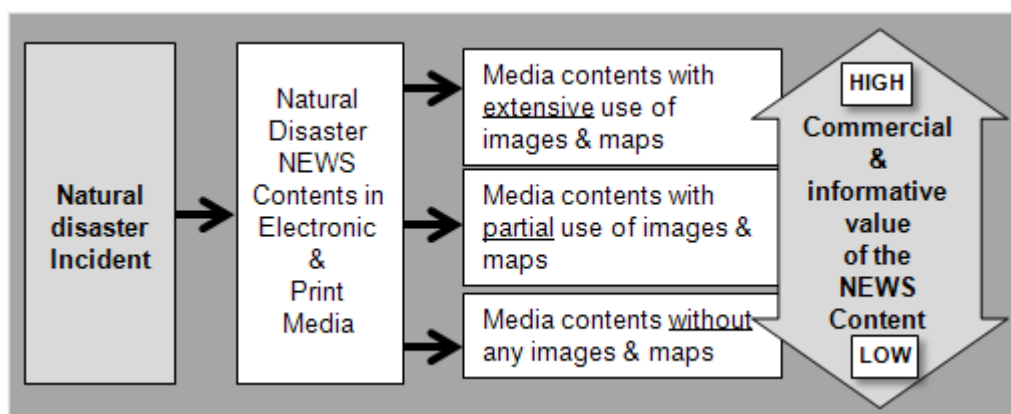 Natural
disaster
Incident
Natural
Disaster
NEWS
Contents in
Electronic
&
Print
Media
Media contents with
extensive use of
images & maps
Media contents with
partial use of images &
maps
Media contents without
any images & maps
HIGH
Commercial
&
informative
value
of the
NEWS
Content
LOW